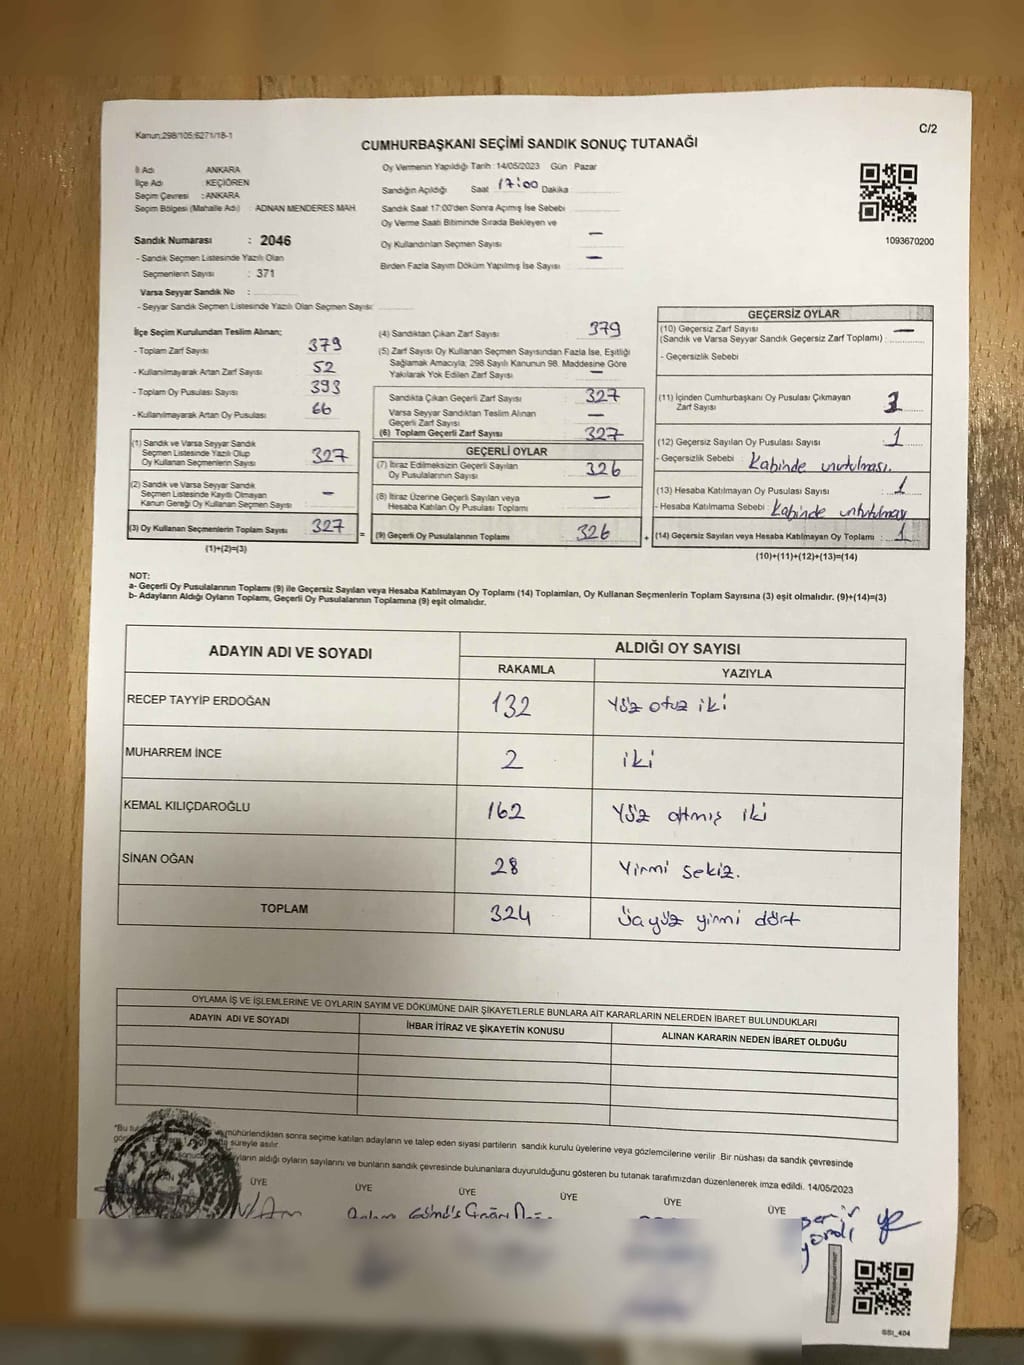 Kanun:298/105;6271/18-1
C/2
CUMHURBAŞKANI SEÇİMİ SANDIK SONUÇ TUTANAĞI
İl Adı ANKARA
İlçe Adı : KEÇİÖREN
Seçim Çevresi : ANKARA
Seçim Bölgesi (Mahalle Adı) : ADNAN MENDERES MAH.
Sandık Numarası : 2046
- Sandık Seçmen Listesinde Yazılı Olan
Seçmenlerin Sayısı : 371
Varsa Seyyar Sandık No :
- Seyyar Sandık Seçmen Listesinde Yazılı Olan Seçmen Sayısı:
Oy Vermenin Yapıldığı Tarih : 14/05/2023 Gün : Pazar
Sandığın Açıldığı Saat 17:00 Dakika
Sandık Saat 17:00'den Sonra Açımış İse Sebebi
Oy Verme Saati Bitiminde Sırada Bekleyen ve
Oy Kullandırılan Seçmen Sayısı —
Birden Fazla Sayım Döküm Yapılmış İse Sayısı —
1093670200
İlçe Seçim Kurulundan Teslim Alınan;
- Toplam Zarf Sayısı 379
- Kullanılmayarak Artan Zarf Sayısı 52
- Toplam Oy Pusulası Sayısı 393
- Kullanılmayarak Artan Oy Pusulası 66
(1) Sandık ve Varsa Seyyar Sandık
Seçmen Listesinde Yazılı Olup
Oy Kullanan Seçmenlerin Sayısı 327
(2) Sandık ve Varsa Seyyar Sandık
Seçmen Listesinde Kayıtlı Olmayan
Kanun Gereği Oy Kullanan Seçmen Sayısı —
(3) Oy Kullanan Seçmenlerin Toplam Sayısı 327
(1)+(2)=(3)
(4) Sandıktan Çıkan Zarf Sayısı 379
(5) Zarf Sayısı Oy Kullanan Seçmen Sayısından Fazla İse, Eşitliği
Sağlamak Amacıyla; 298 Sayılı Kanunun 98. Maddesine Göre
Yakılarak Yok Edilen Zarf Sayısı —
Sandıkta Çıkan Geçerli Zarf Sayısı 327
Varsa Seyyar Sandıktan Teslim Alınan
Geçerli Zarf Sayısı —
(6) Toplam Geçerli Zarf Sayısı 327
GEÇERLİ OYLAR
(7) İtiraz Edilmeksizin Geçerli Sayılan
Oy Pusulalarının Sayısı 326
(8) İtiraz Üzerine Geçerli Sayılan veya
Hesaba Katılan Oy Pusulası Toplamı —
= (9) Geçerli Oy Pusulalarının Toplamı 326
GEÇERSİZ OYLAR
(10) Geçersiz Zarf Sayısı —
(Sandık ve Varsa Seyyar Sandık Geçersiz Zarf Toplamı) :
- Geçersizlik Sebebi
(11) İçinden Cumhurbaşkanı Oy Pusulası Çıkmayan
Zarf Sayısı
(12) Geçersiz Sayılan Oy Pusulası Sayısı 1
- Geçersizlik Sebebi Kabinde unutulması.
(13) Hesaba Katılmayan Oy Pusulası Sayısı 1
- Hesaba Katılmama Sebebi : Kabinde
+ (14) Geçersiz Sayılan veya Hesaba Katılmayan Oy Toplamı : 1
(10)+(11)+(12)+(13)=(14)
NOT:
a- Geçerli Oy Pusulalarının Toplamı (9) ile Geçersiz Sayılan veya Hesaba Katılmayan Oy Toplamı (14) Toplamları, Oy Kullanan Seçmenlerin Toplam Sayısına (3) eşit olmalıdır. (9)+(14)=(3)
b- Adayların Aldığı Oyların Toplamı, Geçerli Oy Pusulalarının Toplamına (9) eşit olmalıdır.
ADAYIN ADI VE SOYADI ALDIĞI OY SAYISI
RAKAMLA YAZIYLA
RECEP TAYYİP ERDOĞAN 132 Yüz otuz iki
MUHARREM İNCE 2 iki
KEMAL KILIÇDAROĞLU 162 Yüz atmış iki
SİNAN OĞAN 28 Yirmi sekiz.
TOPLAM 324 Üçyüz yirmi dört
OYLAMA İŞ VE İŞLEMLERİNE VE OYLARIN SAYIM VE DÖKÜMÜNE DAİR ŞİKAYETLERLE BUNLARA AİT KARARLARIN NELERDEN İBARET BULUNDUKLARI
ADAYIN ADI VE SOYADI İHBAR İTİRAZ VE ŞİKAYETİN KONUSU ALINAN KARARIN NEDEN İBARET OLDUĞU
*Bu mühürlendikten sonra seçime katılan adayların ve talep eden siyasi partilerin sandık kurulu üyelerine veya gözlemcilerine verilir .Bir nüshası da sandık çevresinde
süreyle asılır
aldığı oyların sayılarını ve bunların sandık çevresinde bulunanlara duyurulduğunu gösteren bu tutanak tarafımızdan düzenlenerek imza edildi. 14/05/2023
ÜYE ÜYE ÜYE ÜYE ÜYE ÜYE
SSI_404